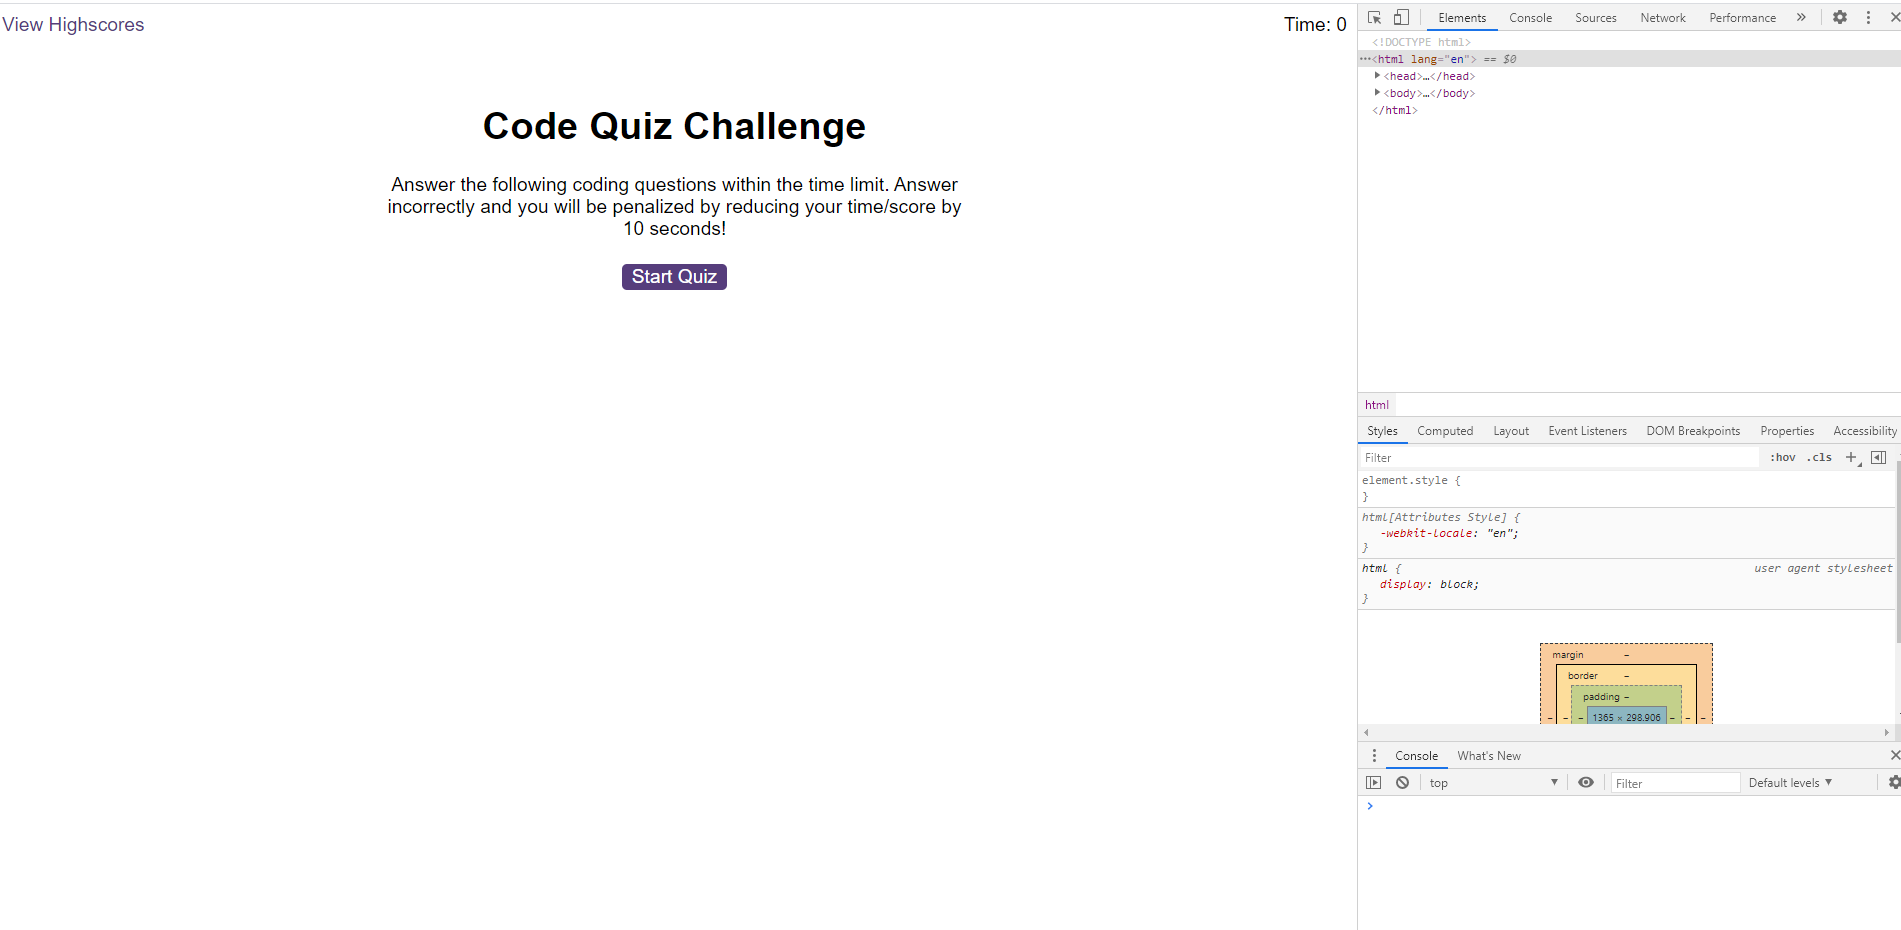 View Highscores
Time: 0
Code Quiz Challenge
Answer the following coding questions within the time limit. Answer
incorrectly and you will be penalized by reducing your time/score by
10 seconds!
Start Quiz
Elements Console Sources Network Performance »
<!DOCTYPE html>
···<html lang="en"> == $0
<head>…</head>
<body>…</body>
</html>
html
Styles Computed Layout Event Listeners DOM Breakpoints Properties Accessibility
Filter :hov .cls +
element.style {
}
html[Attributes Style] {
-webkit-locale: "en";
}
html { user agent stylesheet
display: block;
}
margin –
border –
padding –
– – – 1365 × 298.906 – – –
Console What's New
top Filter Default levels